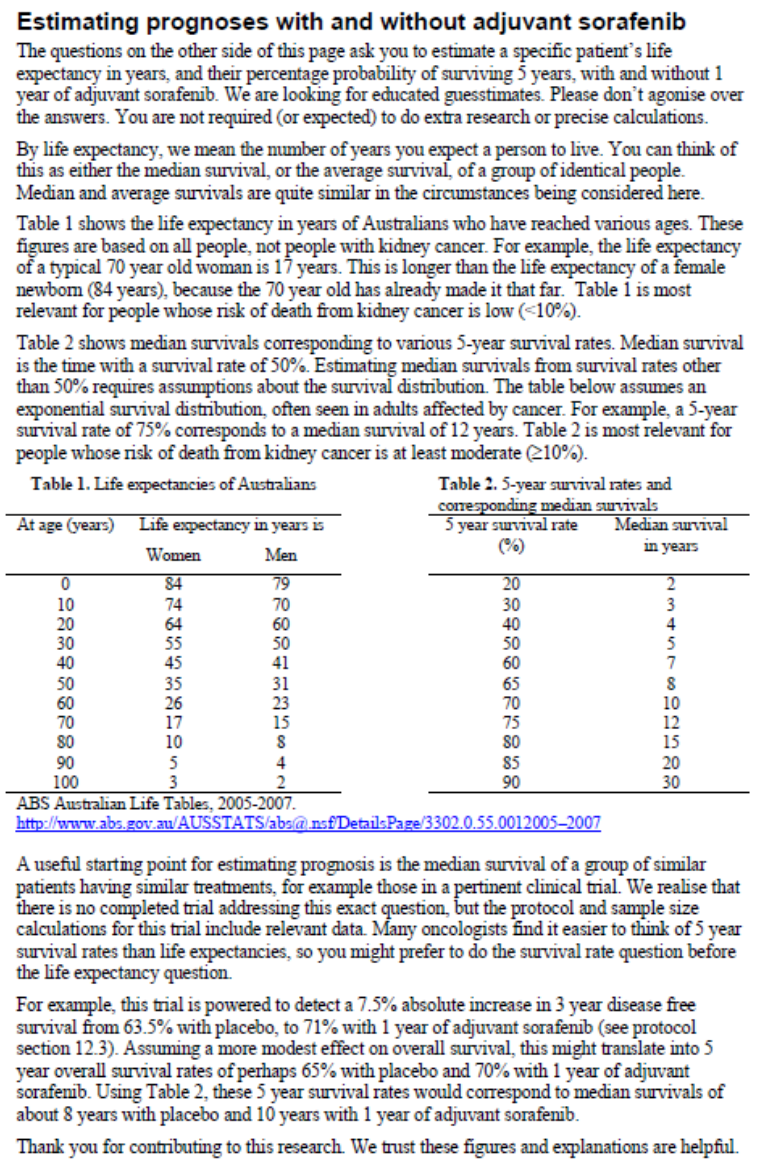 Estimating prognoses with and without adjuvant sorafenib
The questions on the other side of this page ask you to estimate a specific patient's life
expectancy in years, and their percentage probability of surviving 5 years, with and without 1
year of adjuvant sorafenib. We are looking for educated guesstimates. Please don't agonise over
the answers. You are not required (or expected) to do extra research or precise calculations.
By life expectancy, we mean the number of years you expect a person to live. You can think of
this as either the median survival, or the average survival, of a group of identical people.
Median and average survivals are quite similar in the circumstances being considered here.
Table 1 shows the life expectancy in years of Australians who have reached various ages. These
figures are based on all people, not people with kidney cancer. For example, the life expectancy
of a typical 70 year old woman is 17 years. This is longer than the life expectancy of a female
newborn (84 years), because the 70 year old has already made it that far. Table 1 is most
relevant for people whose risk of death from kidney cancer is low (<10%).
Table 2 shows median survivals corresponding to various 5-year survival rates. Median survival
is the time with a survival rate of 50%. Estimating median survivals from survival rates other
than 50% requires assumptions about the survival distribution. The table below assumes an
exponential survival distribution, often seen in adults affected by cancer. For example, a 5-year
survival rate of 75% corresponds to a median survival of 12 years. Table 2 is most relevant for
people whose risk of death from kidney cancer is at least moderate (≥10%).
Table 1. Life expectancies of Australians
At age (years) Life expectancy in years is
Women Men
0 84 79
10 74 70
20 64 60
30 55 50
40 45 41
50 35 31
60 26 23
70 17 15
80 10 8
90 5 4
100 3 2
Table 2. 5-year survival rates and
corresponding median survivals
5 year survival rate Median survival
(%) in years
20 2
30 3
40 4
50 5
60 7
65 8
70 10
75 12
80 15
85 20
90 30
ABS Australian Life Tables, 2005-2007.
http://www.abs.gov.au/AUSSTATS/abs@.nsf/DetailsPage/3302.0.55.0012005–2007
A useful starting point for estimating prognosis is the median survival of a group of similar
patients having similar treatments, for example those in a pertinent clinical trial. We realise that
there is no completed trial addressing this exact question, but the protocol and sample size
calculations for this trial include relevant data. Many oncologists find it easier to think of 5 year
survival rates than life expectancies, so you might prefer to do the survival rate question before
the life expectancy question.
For example, this trial is powered to detect a 7.5% absolute increase in 3 year disease free
survival from 63.5% with placebo, to 71% with 1 year of adjuvant sorafenib (see protocol
section 12.3). Assuming a more modest effect on overall survival, this might translate into 5
year overall survival rates of perhaps 65% with placebo and 70% with 1 year of adjuvant
sorafenib. Using Table 2, these 5 year survival rates would correspond to median survivals of
about 8 years with placebo and 10 years with 1 year of adjuvant sorafenib.
Thank you for contributing to this research. We trust these figures and explanations are helpful.